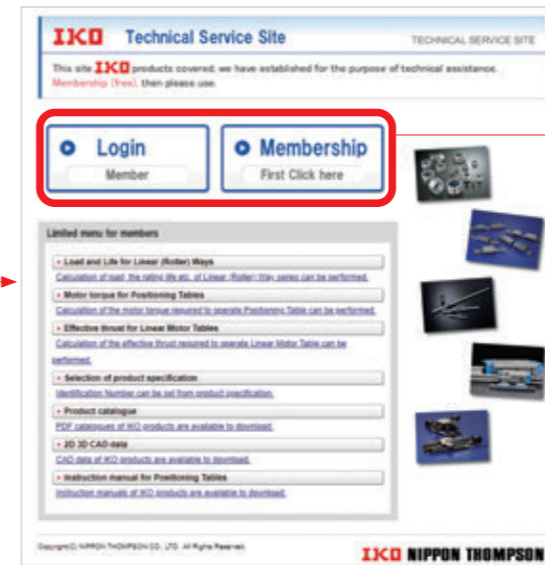 IKO Technical Service Site
TECHNICAL SERVICE SITE
This site IKO products covered, we have established for the purpose of technical assistance.
Membership (free), then please use.
Login
Member
Membership
First Click here
Limited menu for members
Load and Life for Linear (Roller) Ways
Calculation of load, the rating life etc. of Linear (Roller) Way series can be performed.
Motor torque for Positioning Tables
Calculation of the motor torque required to operate Positioning Table can be performed.
Effective thrust for Linear Motor Tables
Calculation of the effective thrust required to operate Linear Motor Table can be
performed.
Selection of product specification
Identification Number can be set from product specification.
Product catalogue
PDF catalogues of IKO products are available to download.
2D 3D CAD data
CAD data of IKO products are available to download.
Instruction manual for Positioning Tables
Instruction manuals of IKO products are available to download.
Copyright(C) NIPPON THOMPSON CO., LTD. All Rights Reserved.
IKO NIPPON THOMPSON